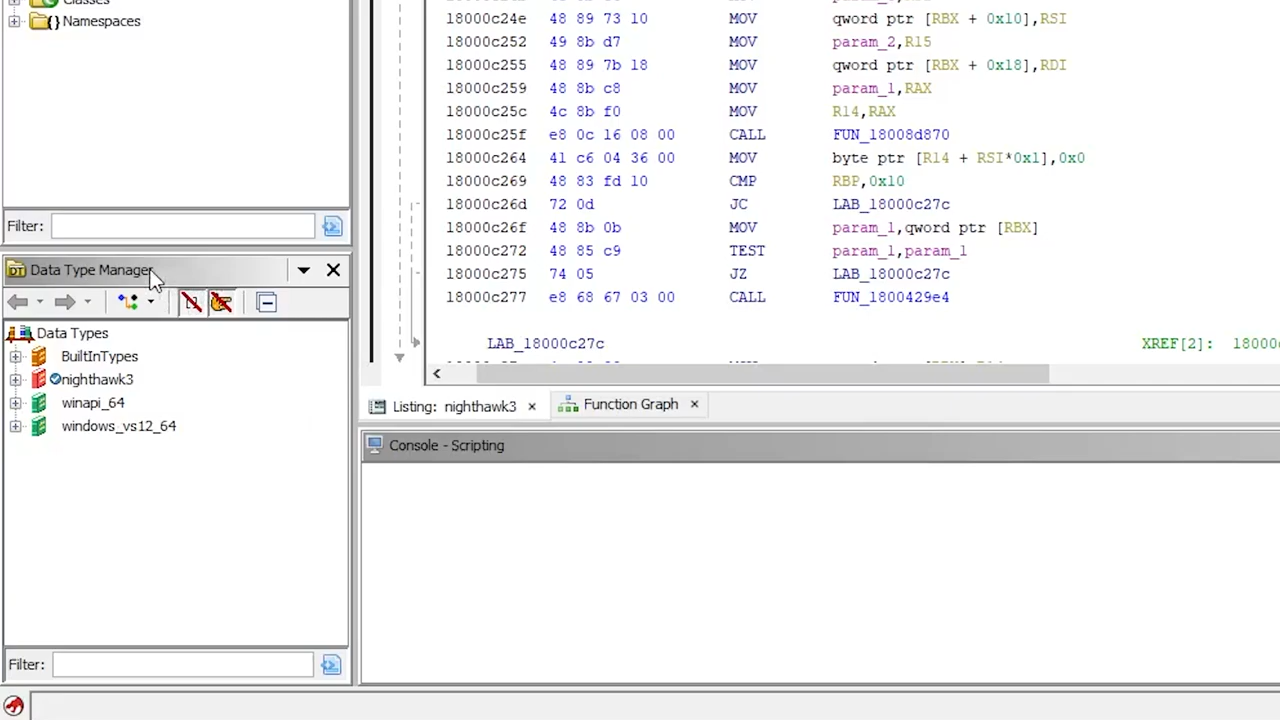 Classes
Namespaces
Filter:
Data Type Manager
Data Types
BuiltInTypes
nighthawk3
winapi_64
windows_vs12_64
Filter:
18000c24e 48 89 73 10 MOV qword ptr [RBX + 0x10],RSI
18000c252 49 8b d7 MOV param_2,R15
18000c255 48 89 7b 18 MOV qword ptr [RBX + 0x18],RDI
18000c259 48 8b c8 MOV param_1,RAX
18000c25c 4c 8b f0 MOV R14,RAX
18000c25f e8 0c 16 08 00 CALL FUN_18008d870
18000c264 41 c6 04 36 00 MOV byte ptr [R14 + RSI*0x1],0x0
18000c269 48 83 fd 10 CMP RBP,0x10
18000c26d 72 0d JC LAB_18000c27c
18000c26f 48 8b 0b MOV param_1,qword ptr [RBX]
18000c272 48 85 c9 TEST param_1,param_1
18000c275 74 05 JZ LAB_18000c27c
18000c277 e8 68 67 03 00 CALL FUN_1800429e4
LAB_18000c27c XREF[2]: 18000c
Listing: nighthawk3
Function Graph
Console - Scripting